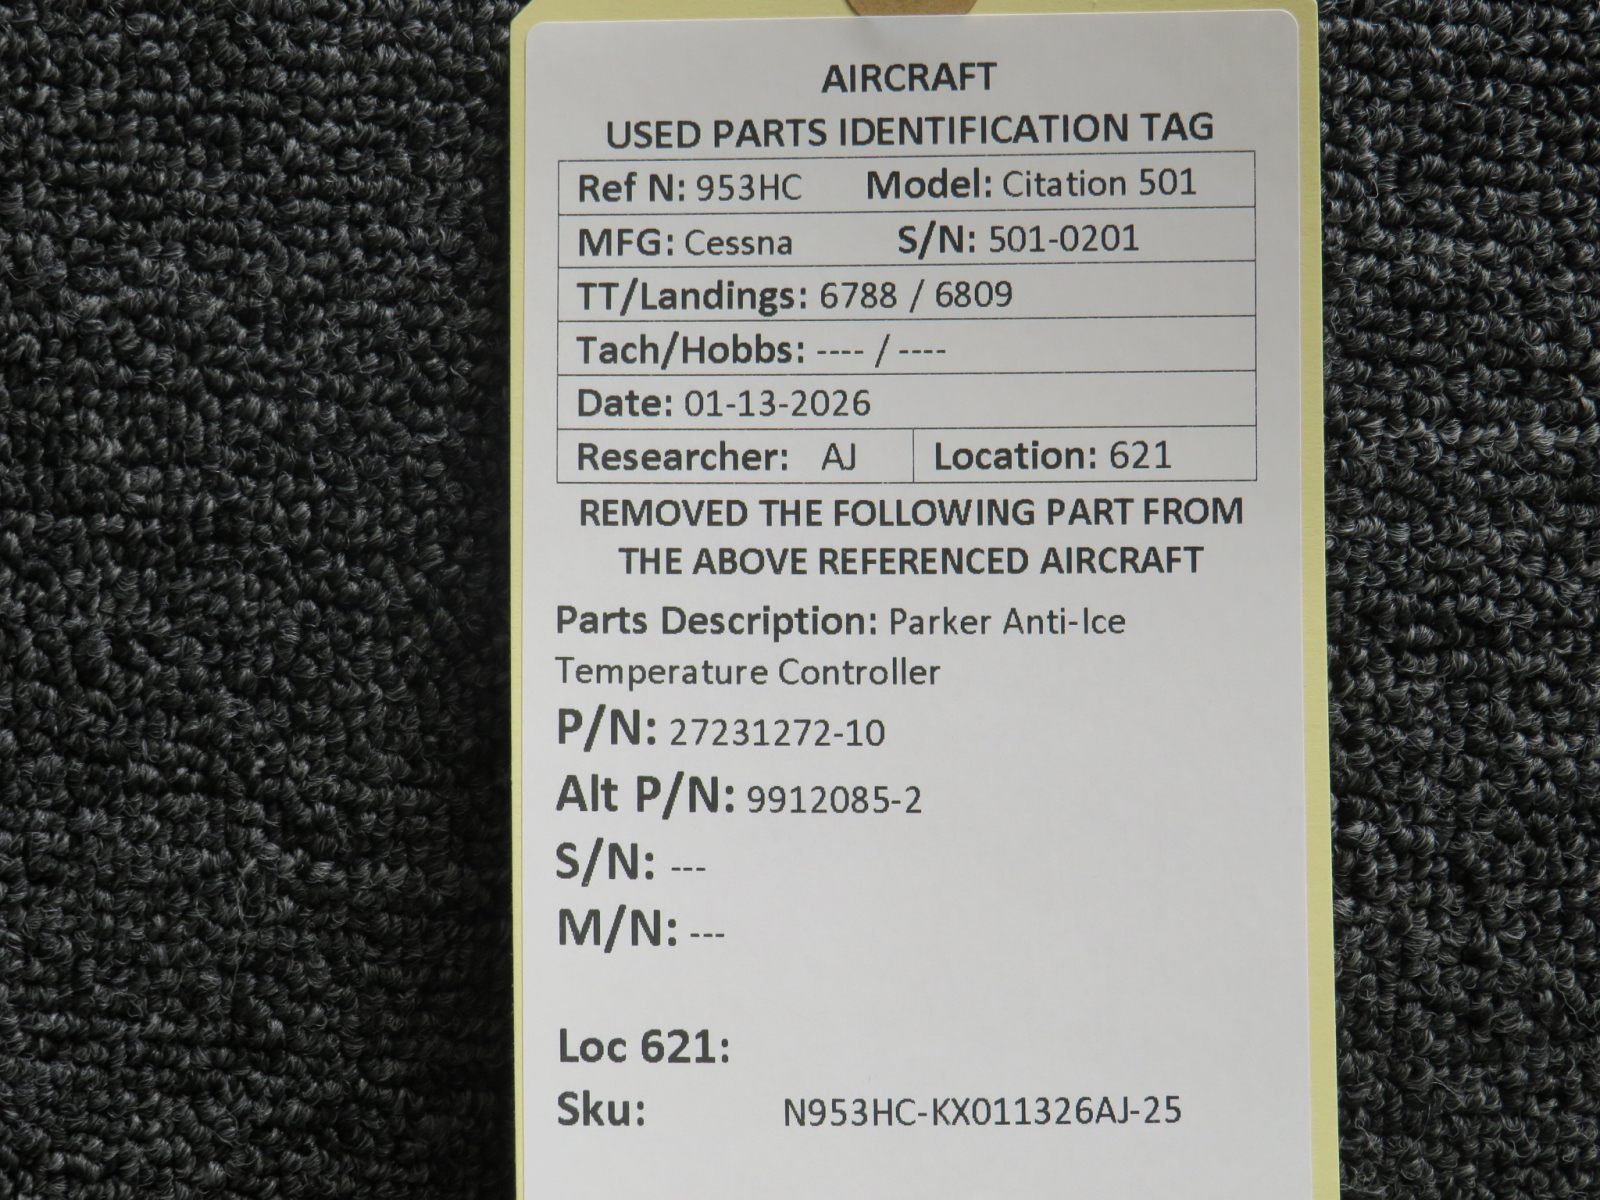 AIRCRAFT
USED PARTS IDENTIFICATION TAG
Ref N: 953HC Model: Citation 501
MFG: Cessna S/N: 501-0201
TT/Landings: 6788 / 6809
Tach/Hobbs: ---- / ----
Date: 01-13-2026
Researcher: AJ Location: 621
REMOVED THE FOLLOWING PART FROM
THE ABOVE REFERENCED AIRCRAFT
Parts Description: Parker Anti-Ice
Temperature Controller
P/N: 27231272-10
Alt P/N: 9912085-2
S/N: ---
M/N: ---
Loc 621:
Sku: N953HC-KX011326AJ-25